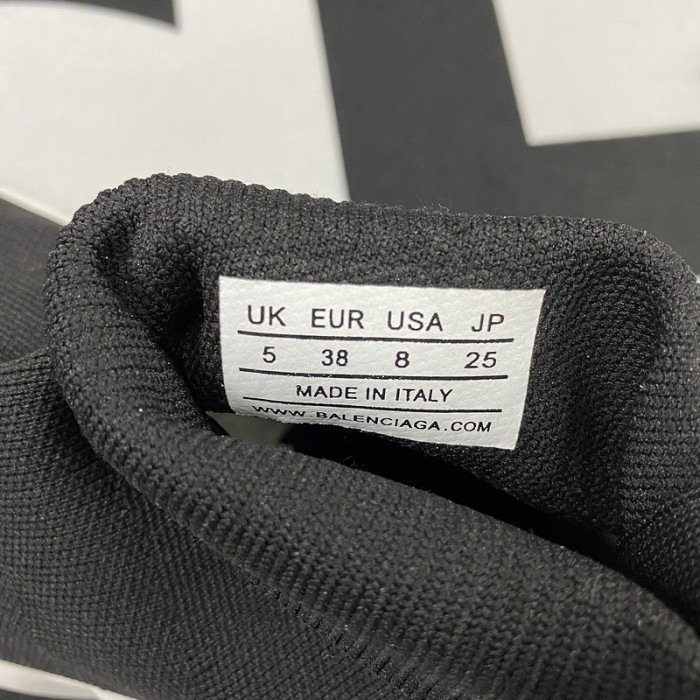 UK EUR USA JP
5 38 8 25
MADE IN ITALY
WWW.BALENCIAGA.COM